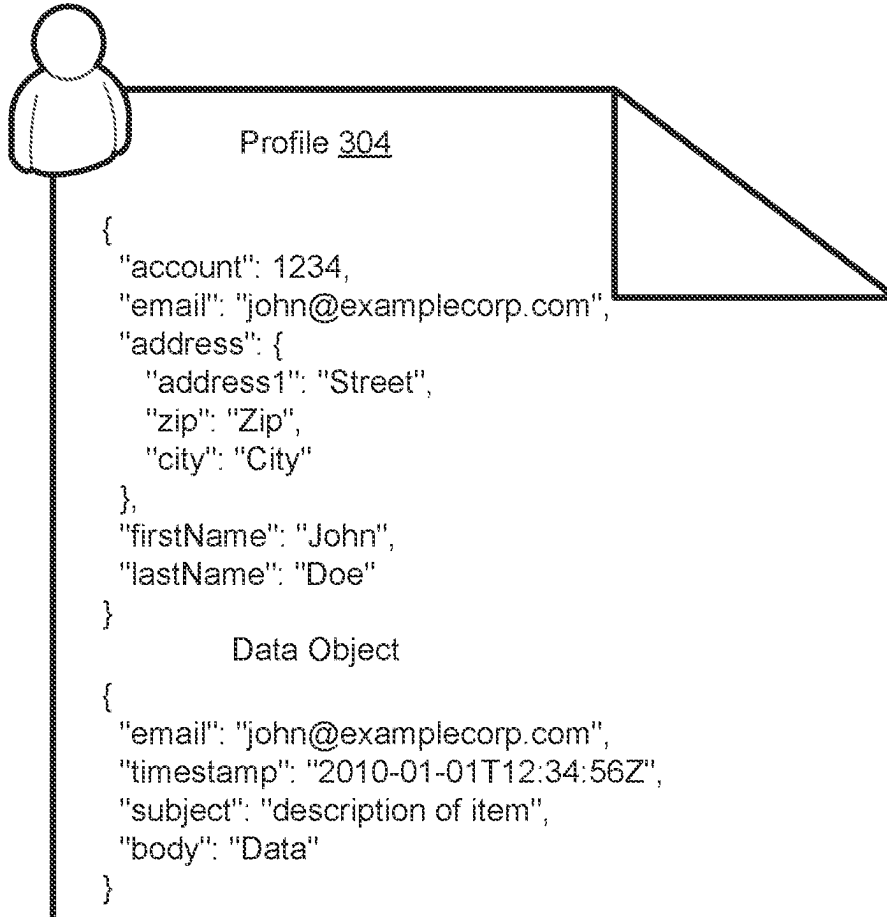 Profile 304
{
"account": 1234,
"email": "john@examplecorp.com",
"address": {
"address1": "Street",
"zip": "Zip",
"city": "City"
},
"firstName": "John",
"lastName": "Doe"
}
Data Object
{
"email": "john@examplecorp.com",
"timestamp": "2010-01-01T12:34:56Z",
"subject": "description of item",
"body": "Data"
}